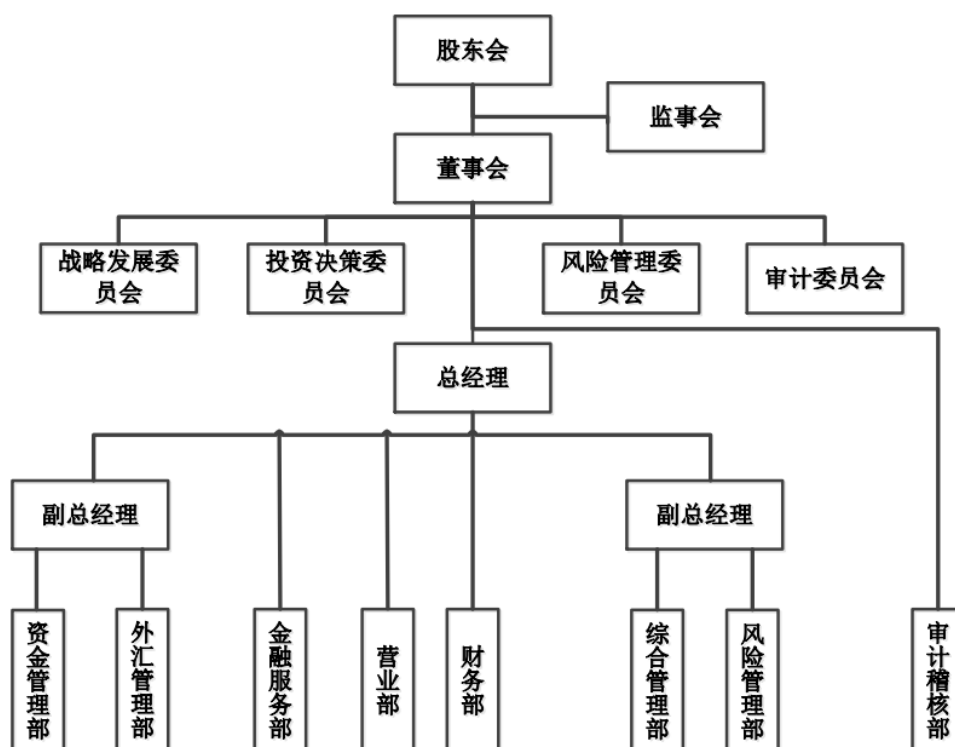 股东会
监事会
董事会
战略发展委
员会
投资决策委
员会
风险管理委
员会
审计委员会
总经理
副总经理
副总经理
资金管理部
外汇管理部
金融服务部
营业部
财务部
综合管理部
风险管理部
审计稽核部